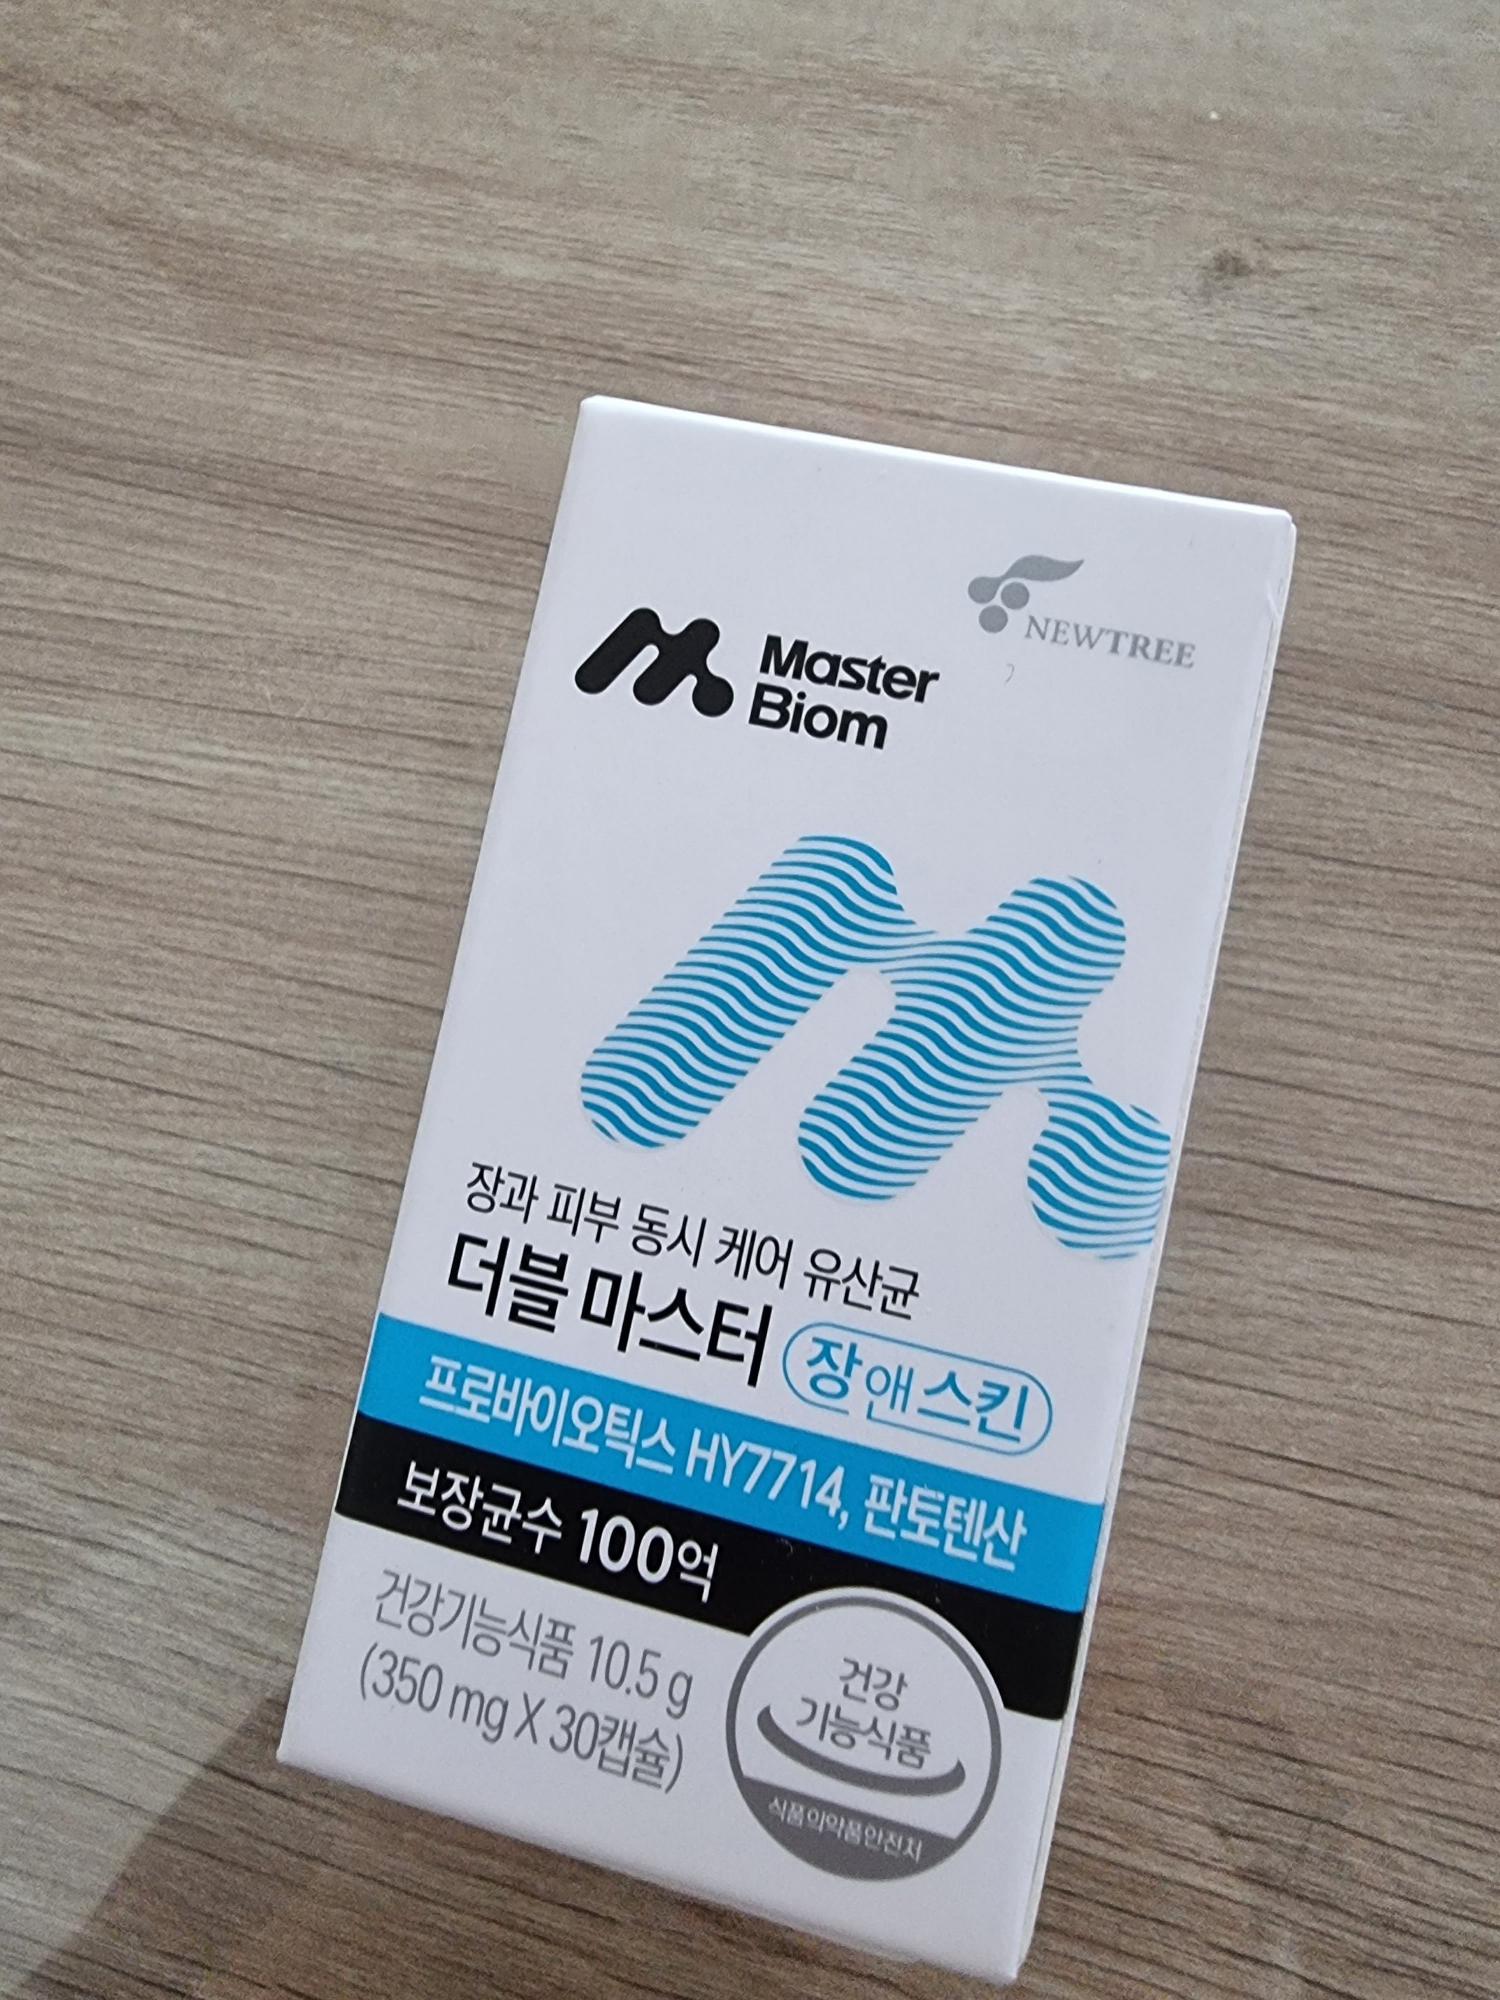 NEWTREE
Master
Biom
장과 피부 동시 케어 유산균
더블 마스터 장앤스킨
프로바이오틱스 HY7714, 판토텐산
보장균수 100억
건강기능식품 10.5 g
(350 mg X 30캡슐)
건강
기능식품
식품의약품안전처